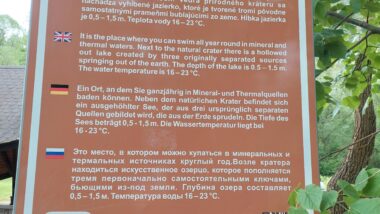 vedľa prírodného krátera sa
nachádza vyhĺbené jazierko, ktoré je tvorené troma pôvodne
samostatnými prameňmi bublajúcimi zo zeme. Hĺbka jazierka
je 0,5 – 1,5 m. Teplota vody 16 – 23 °C.
It is the place where you can swim all year round in mineral and
thermal waters. Next to the natural crater there is a hollowed
out lake created by three originally separated sources
springing out of the earth. The depth of the lake is 0.5 – 1.5 m.
The water temperature is 16 – 23 °C.
Ein Ort, an dem Sie ganzjährig in Mineral- und Thermalquellen
baden können. Neben dem natürlichen Krater befindet sich
ein ausgehölter See, der aus drei ursprünglich separaten
Quellen gebildet wird, die aus der Erde sprudeln. Die Tiefe des
Sees beträgt 0,5 - 1,5 m. Die Wassertemperatur liegt bei
16 - 23 °C.
Это место, в котором можно купаться в минеральных и
термальных источниках круглый год. Возле кратера
находиться искусственное озерцо, которое пополняется
тремя первоначально самостоятельными ключами,
бьющими из-под земли. Глубина озера составляет
0,5 – 1,5 m. Температура воды 16 – 23 °C.